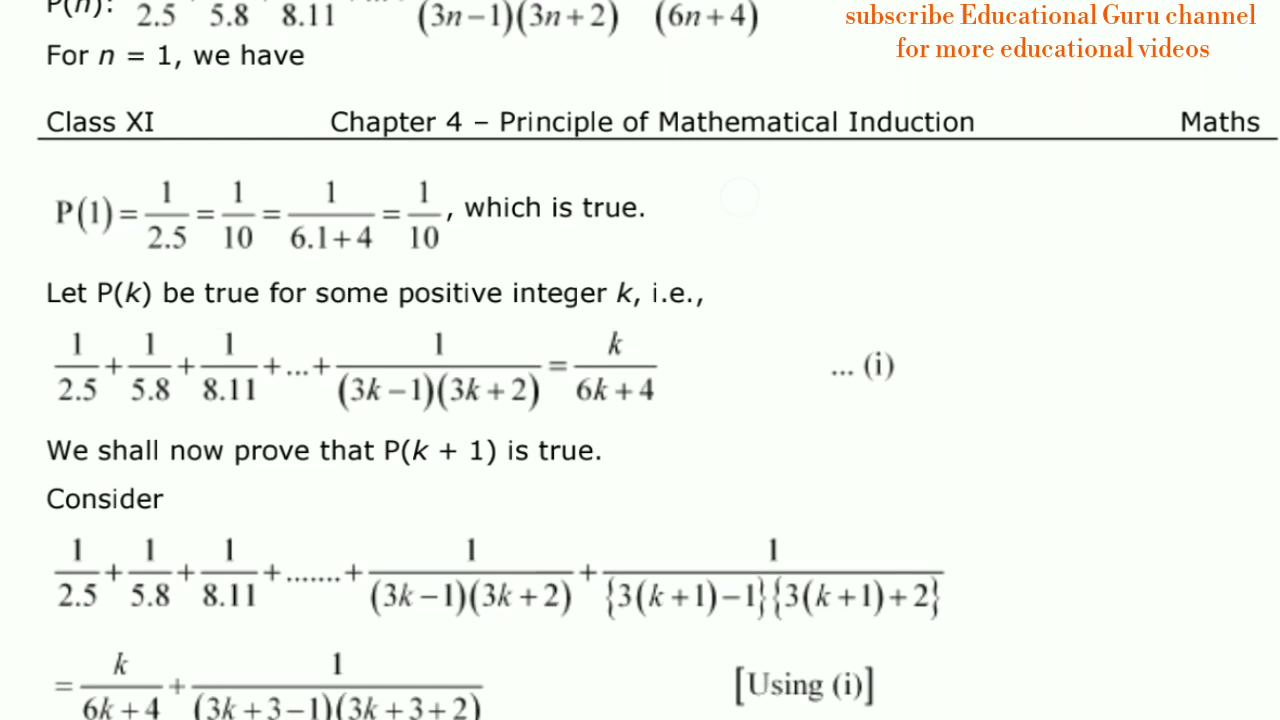 P(n): 2.5 5.8 8.11 (3n−1)(3n+2) (6n+4)
subscribe Educational Guru channel
for more educational videos
For n = 1, we have
Class XI Chapter 4 – Principle of Mathematical Induction Maths
P(1) = 1/2.5 = 1/10 = 1/6.1+4 = 1/10, which is true.
Let P(k) be true for some positive integer k, i.e.,
1/2.5 + 1/5.8 + 1/8.11 + ... + 1/(3k−1)(3k+2) = k/6k+4 ... (i)
We shall now prove that P(k + 1) is true.
Consider
1/2.5 + 1/5.8 + 1/8.11 + ....... + 1/(3k−1)(3k+2) + 1/{3(k+1)−1}{3(k+1)+2}
= k/6k+4 + 1/(3k+3−1)(3k+3+2) [Using (i)]